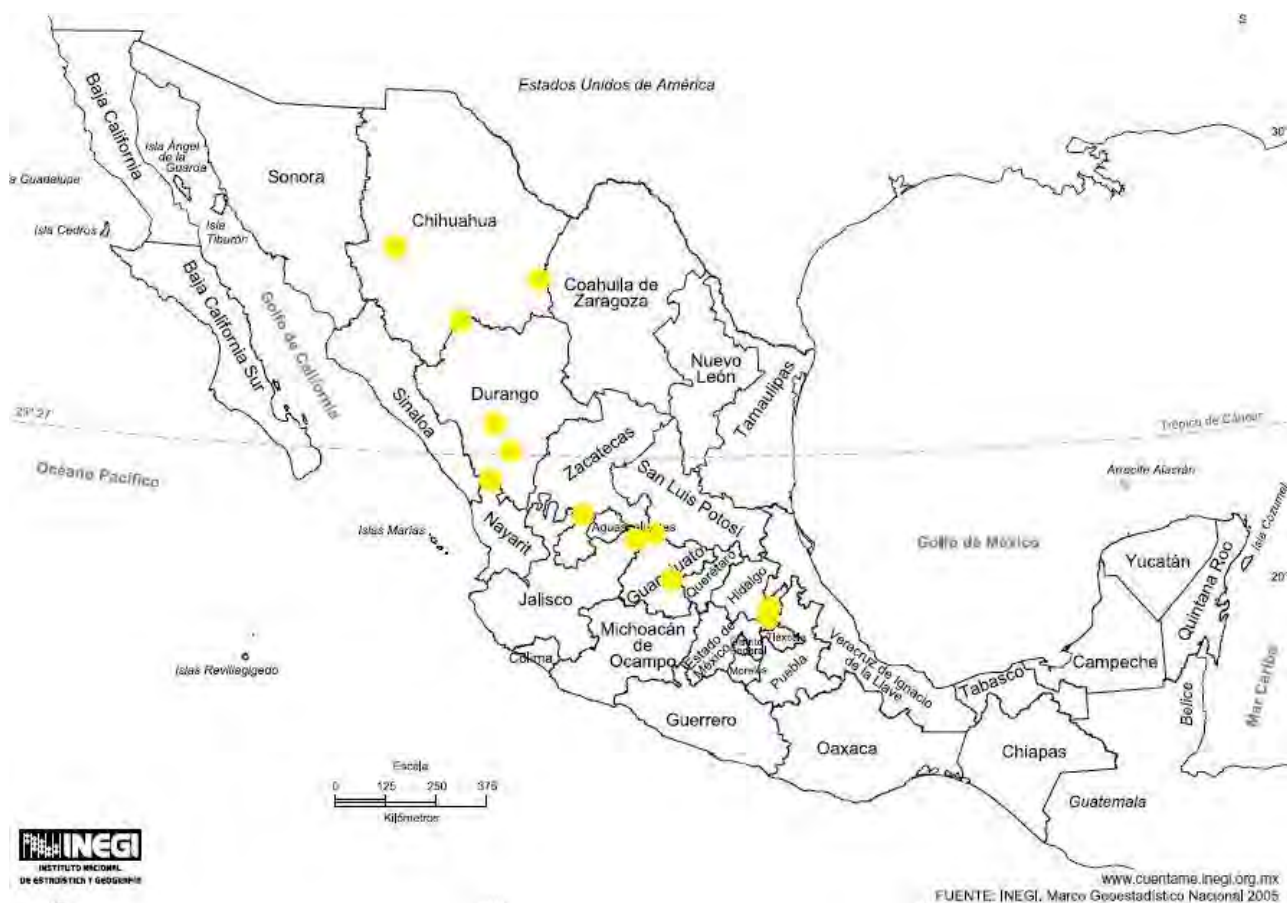 S
Estados Unidos de América
Baja California
Isla Ángel
de la
Guarda
30°
Sonora
a Guadalupe
Chihuahua
Isla Cedros
Isla
Tiburón
Coahuila de
Zaragoza
Baja California Sur
Golfo de California
Nuevo
León
Tamaulipas
Durango
Sinaloa
23° 27'
Trópico de Cáncer
Zacatecas
Océano Pacífico
San Luis Potosí
Arrecife Alacrán
Isla Cozumel
Islas Marías
Nayarit
Golfo de México
Yucatán
Quintana Roo
20°
Querétaro
Hidalgo
Jalisco
Michoacán
de
Ocampo
Estado de
México
Tlaxcala
Colima
Morelos
Puebla
Veracruz de Ignacio
de la Llave
Campeche
Islas Revillagigedo
Tabasco
Belice
Mar Caribe
Guerrero
Oaxaca
Chiapas
Escala
0 125 250 375
Kilómetros
Guatemala
INEGI
INSTITUTO NACIONAL
DE ESTADÍSTICA Y GEOGRAFÍA
www.cuentame.inegi.org.mx
FUENTE: INEGI. Marco Geoestadístico Nacional 2005